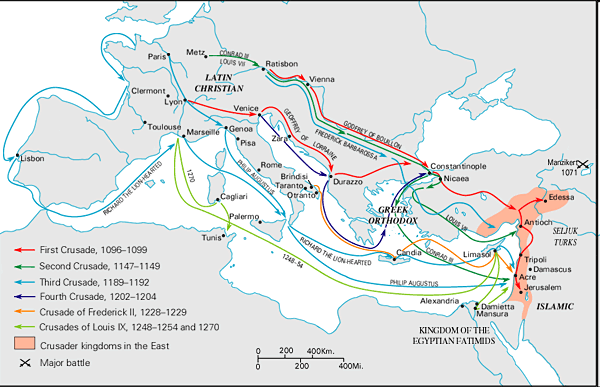 Paris
Metz
CONRAD III
LOUIS VII
Ratisbon
Vienna
LATIN
CHRISTIAN
Clermont
Lyon
Venice
GEOFFREY OF LORRAINE
GODFREY OF BOUILLON
FREDERICK BARBAROSSA
Toulouse
Marseille
Genoa
Pisa
Zara
Lisbon
RICHARD THE LION HEARTED
1270
PHILIP AUGUSTUS
Rome
Brindisi
Taranto
Otranto
Durazzo
Constantinople
Nicaea
Manzikert
1071
Edessa
GREEK
ORTHODOX
LOUIS VII
Antioch
SELJUK
TURKS
Cagliari
Palermo
Tunis
RICHARD THE LION HEARTED
1248-54
Candia
CONRAD III
Limasol
Tripoli
Damascus
Acre
Jerusalem
PHILIP AUGUSTUS
Alexandria
Damietta
Mansura
ISLAMIC
KINGDOM OF THE
EGYPTIAN FATIMIDS
First Crusade, 1096–1099
Second Crusade, 1147–1149
Third Crusade, 1189–1192
Fourth Crusade, 1202–1204
Crusade of Frederick II, 1228–1229
Crusades of Louis IX, 1248–1254 and 1270
Crusader kingdoms in the East
Major battle
0 200 400Km.
0 200 400Mi.